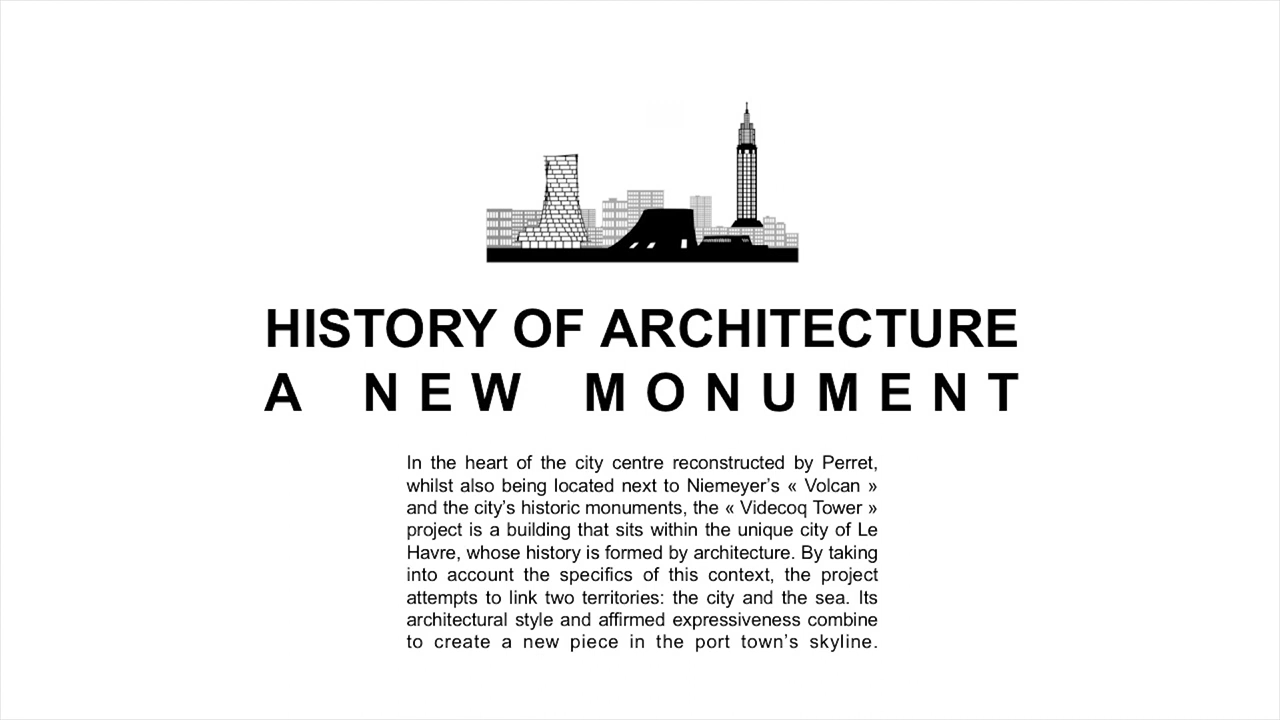 HISTORY OF ARCHITECTURE
A NEW MONUMENT
In the heart of the city centre reconstructed by Perret,
whilst also being located next to Niemeyer’s « Volcan »
and the city’s historic monuments, the « Videcoq Tower »
project is a building that sits within the unique city of Le
Havre, whose history is formed by architecture. By taking
into account the specifics of this context, the project
attempts to link two territories: the city and the sea. Its
architectural style and affirmed expressiveness combine
to create a new piece in the port town’s skyline.